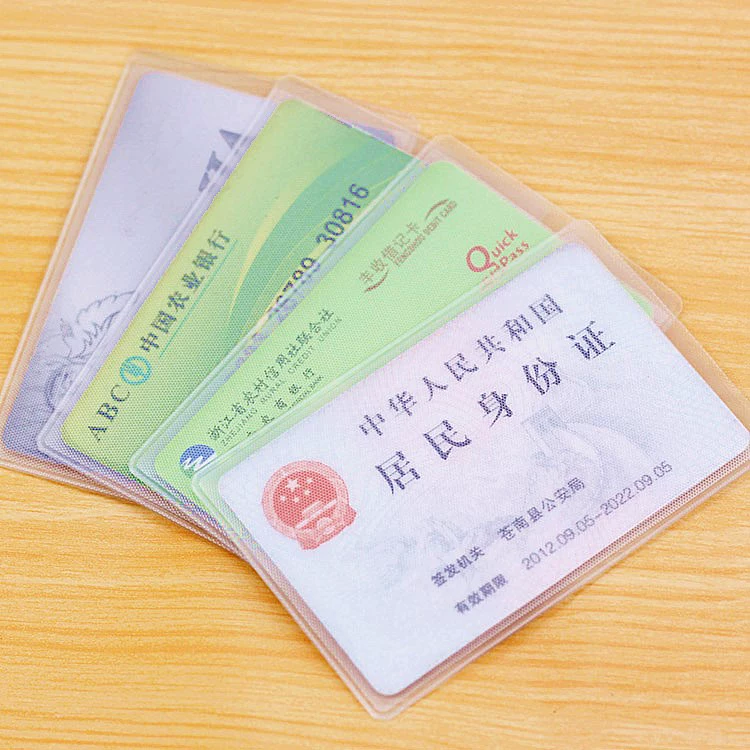 ABC 中国农业银行
30816
丰收借记卡
FENGSHOU DEBIT CARD
Quick
Pass
浙江省农村信用社联合社
ZHEJIANG RURAL CREDIT UNION
中华人民共和国
居民身份证
签发机关 苍南县公安局
有效期限 2012.09.05-2022.09.05